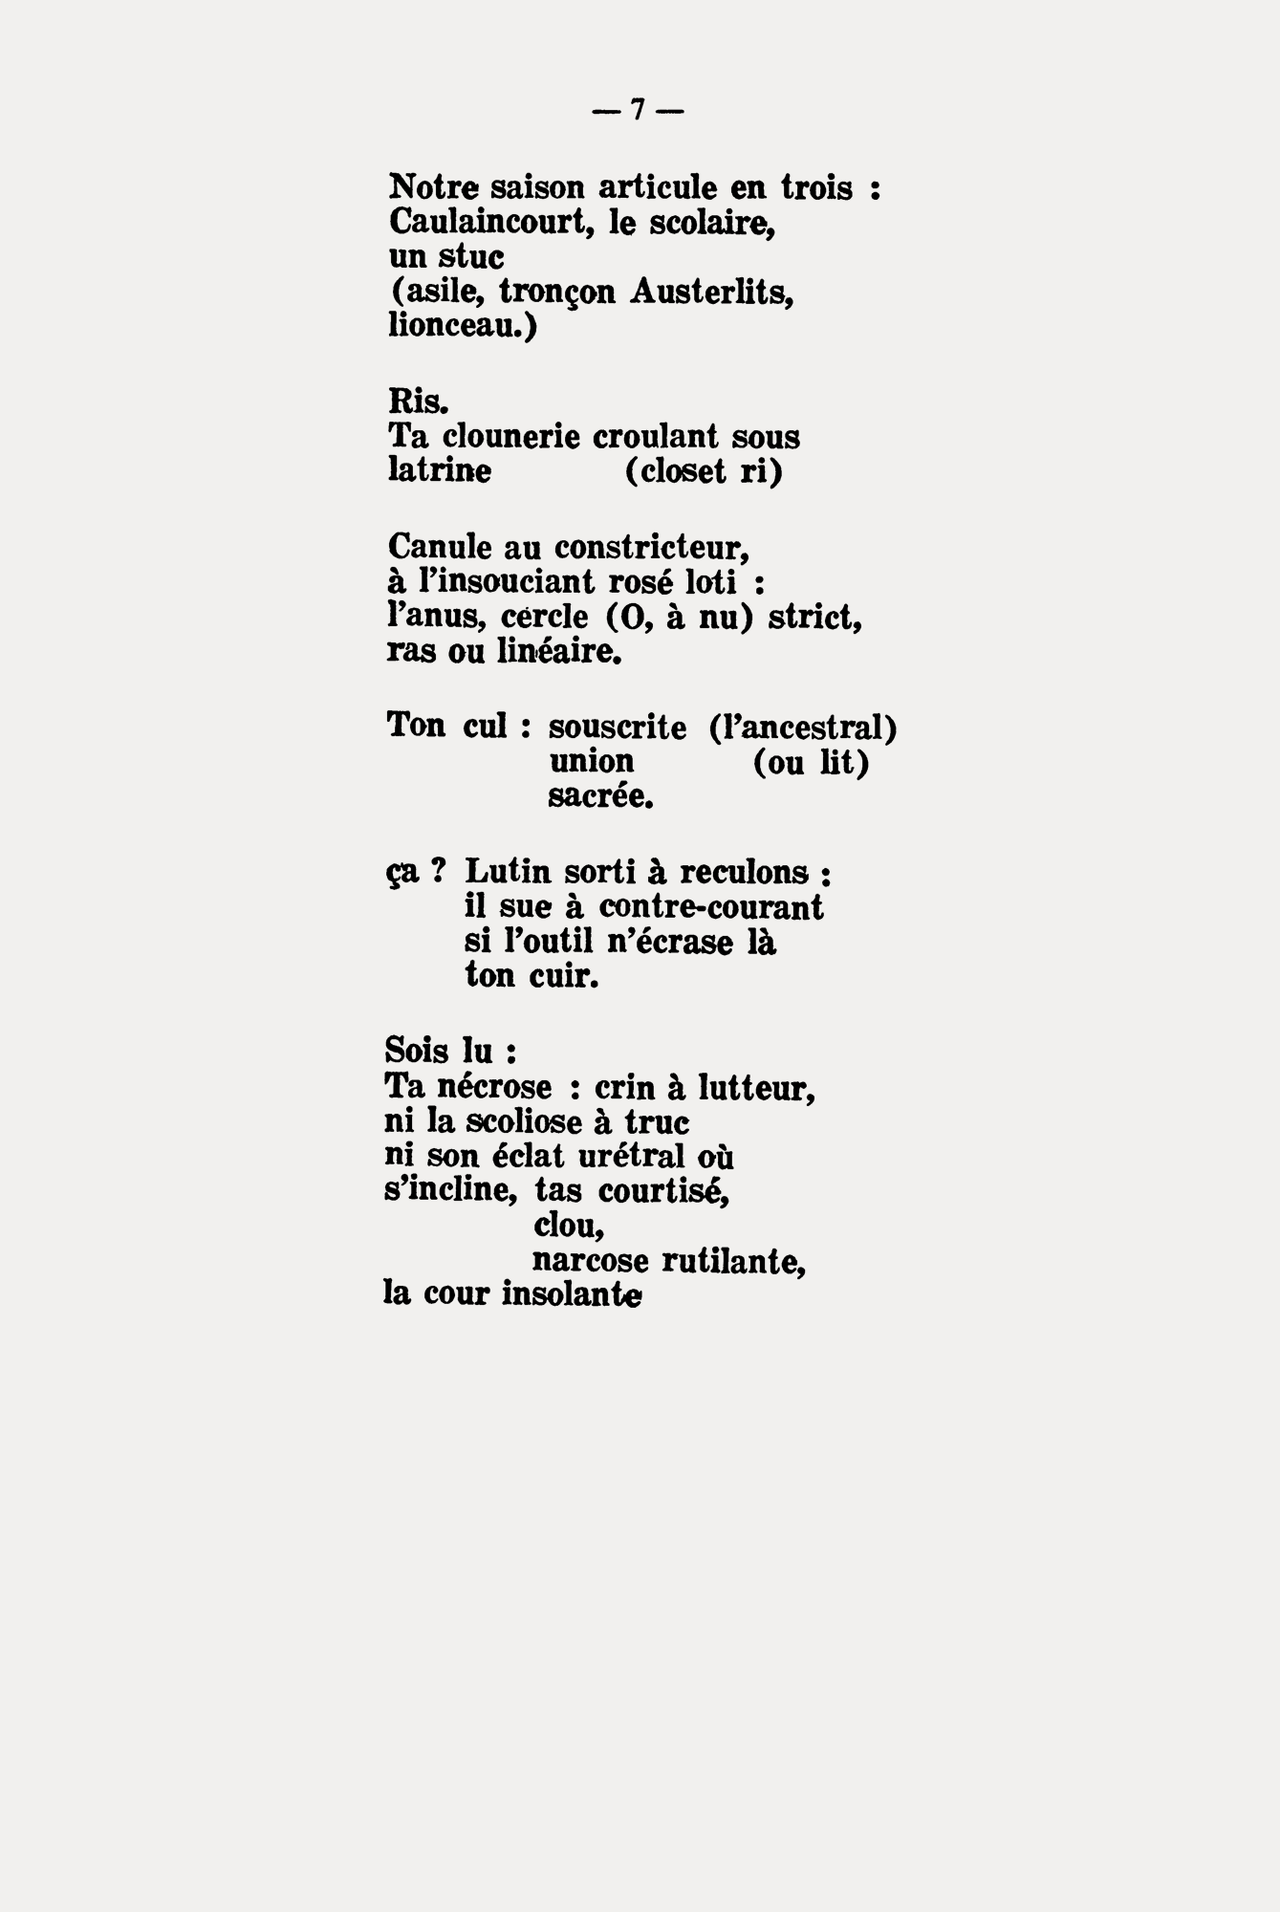 — 7 —
Notre saison articule en trois :
Caulaincourt, le scolaire,
un stuc
(asile, tronçon Austerlits,
lionceau.)
Ris.
Ta clounerie croulant sous
latrine (closet ri)
Canule au constricteur,
à l'insouciant rosé loti :
l'anus, cercle (O, à nu) strict,
ras ou linéaire.
Ton cul : souscrite (l'ancestral)
union (ou lit)
sacrée.
ça ? Lutin sorti à reculons :
il sue à contre-courant
si l'outil n'écrase là
ton cuir.
Sois lu :
Ta nécrose : crin à lutteur,
ni la scoliose à truc
ni son éclat urétral où
s'incline, tas courtisé,
clou,
narcose rutilante,
la cour insolante